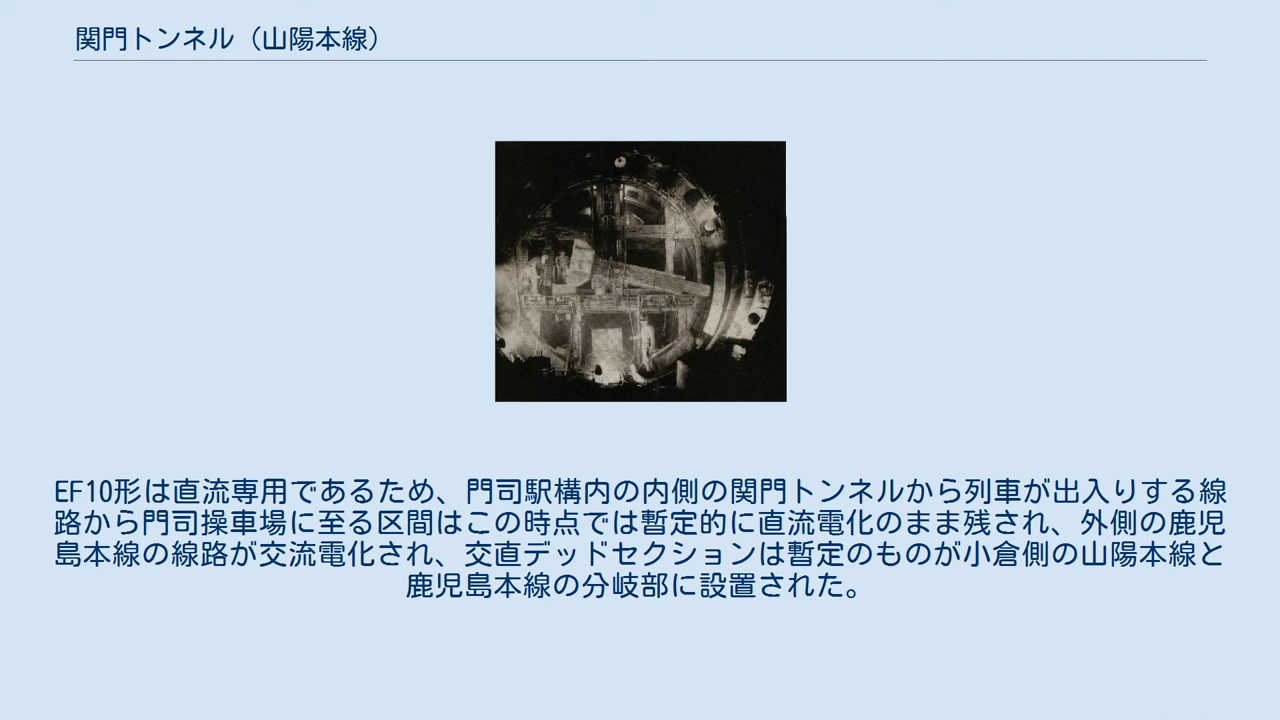 関門トンネル（山陽本線）
EF10形は直流専用であるため、門司駅構内の内側の関門トンネルから列車が出入りする線
路から門司操車場に至る区間はこの時点では暫定的に直流電化のまま残され、外側の鹿児
島本線の線路が交流電化され、交直デッドセクションは暫定のものが小倉側の山陽本線と
鹿児島本線の分岐部に設置された。